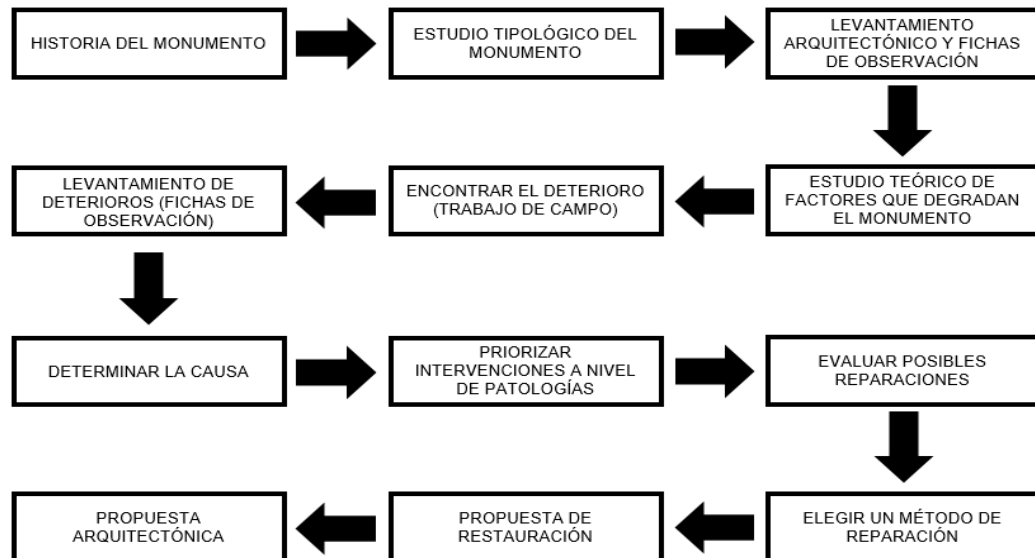 HISTORIA DEL MONUMENTO
ESTUDIO TIPOLÓGICO DEL
MONUMENTO
LEVANTAMIENTO
ARQUITECTÓNICO Y FICHAS
DE OBSERVACIÓN
ESTUDIO TEÓRICO DE
FACTORES QUE DEGRADAN
EL MONUMENTO
ENCONTRAR EL DETERIORO
(TRABAJO DE CAMPO)
LEVANTAMIENTO DE
DETERIOROS (FICHAS DE
OBSERVACIÓN)
DETERMINAR LA CAUSA
PRIORIZAR
INTERVENCIONES A NIVEL
DE PATOLOGÍAS
EVALUAR POSIBLES
REPARACIONES
ELEGIR UN MÉTODO DE
REPARACIÓN
PROPUESTA DE
RESTAURACIÓN
PROPUESTA
ARQUITECTÓNICA